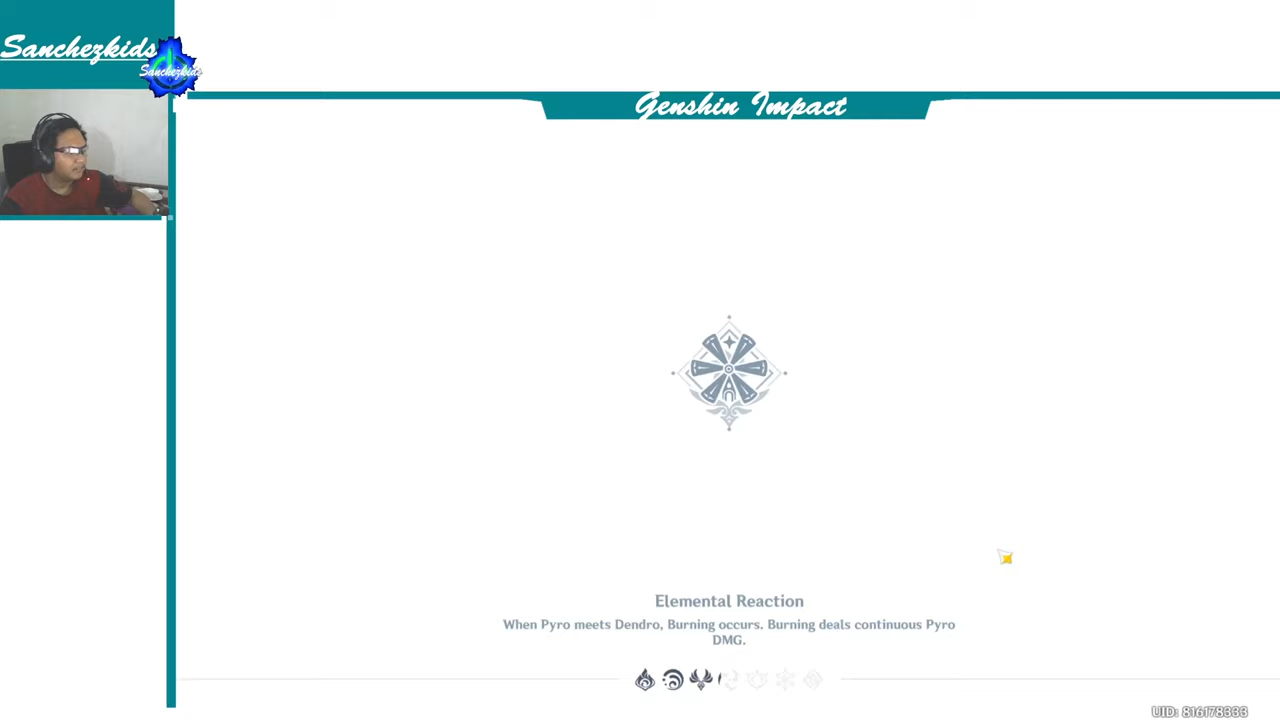 Sanchezkids
Sanchezkids
Genshin Impact
Elemental Reaction
When Pyro meets Dendro, Burning occurs. Burning deals continuous Pyro
DMG.
UID: 816178333